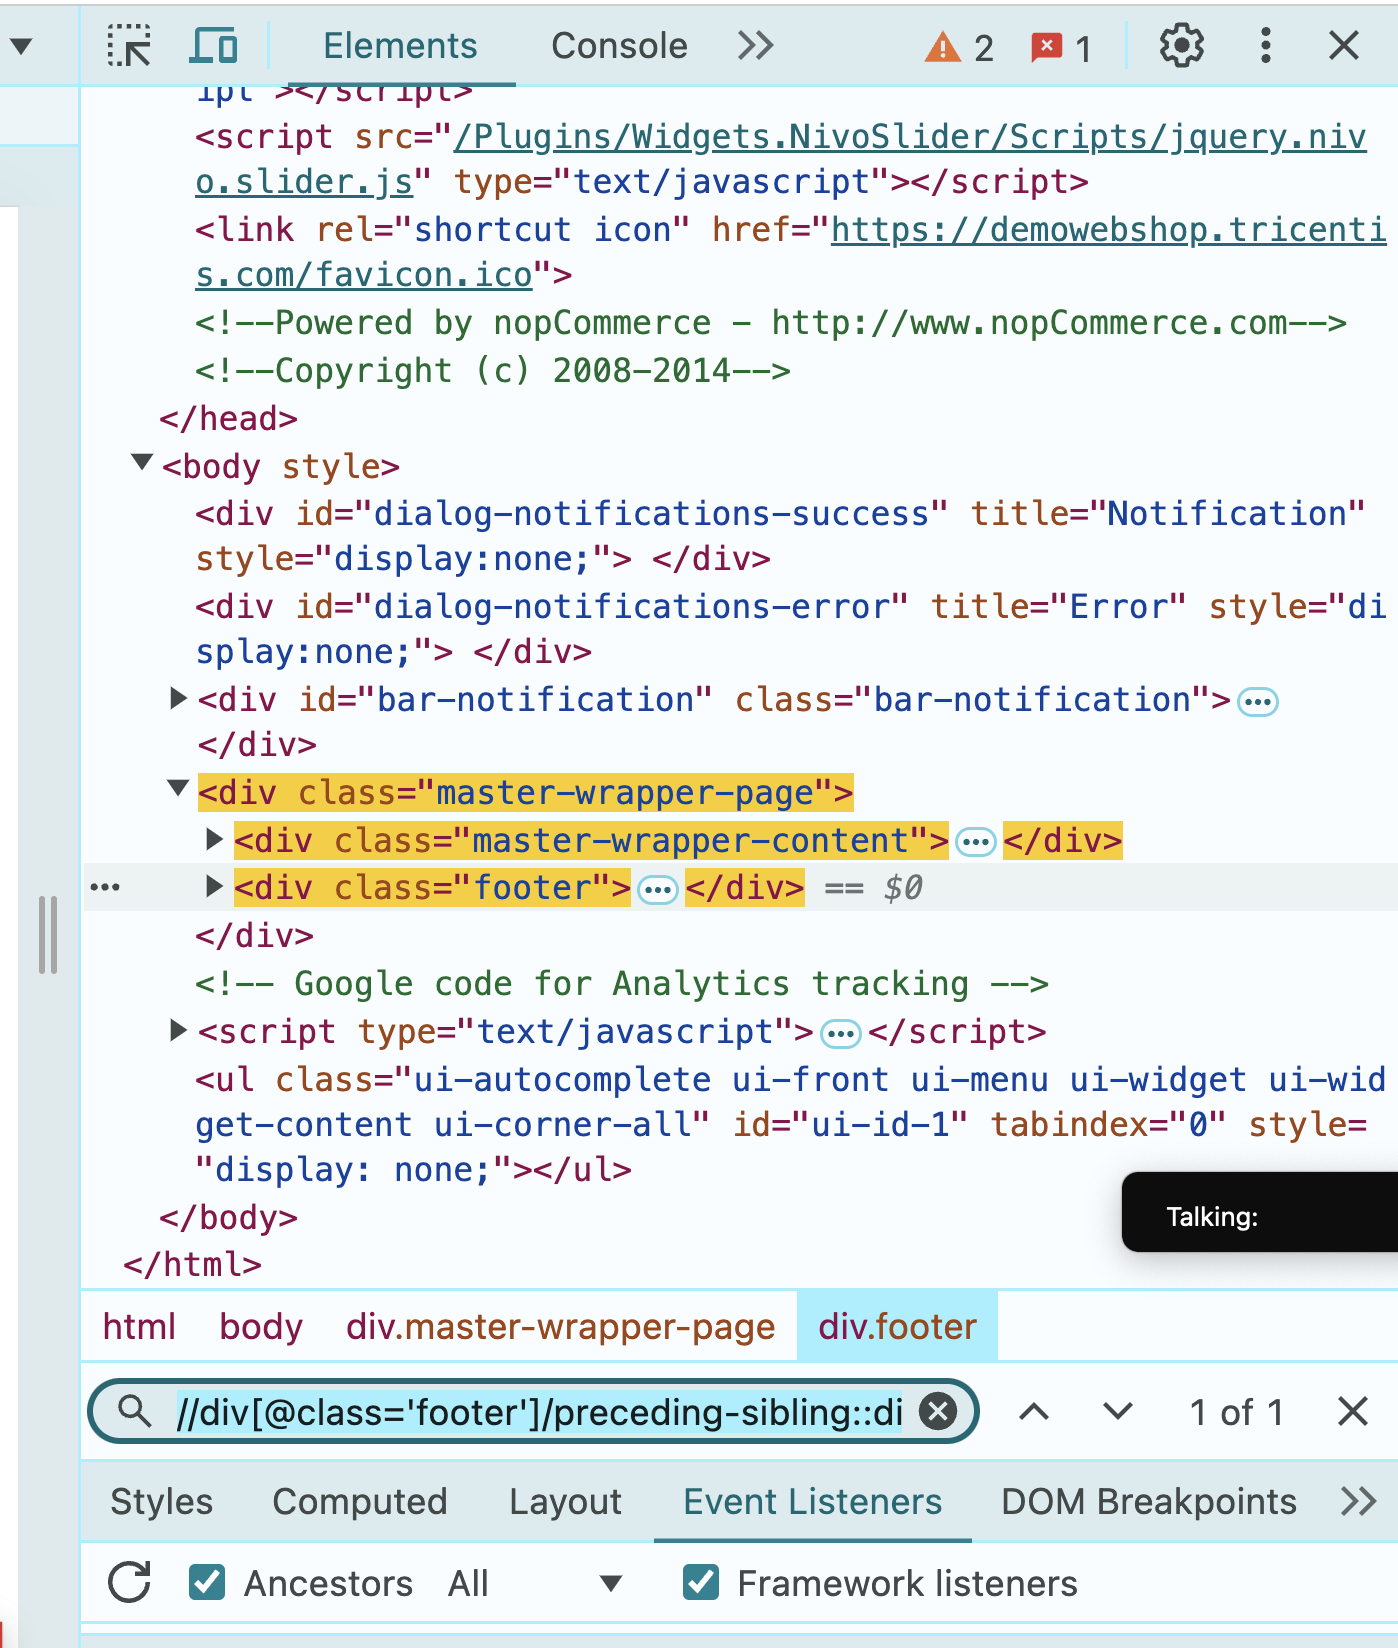 Elements Console 2 1
ipt"></script>
<script src="/Plugins/Widgets.NivoSlider/Scripts/jquery.niv
o.slider.js" type="text/javascript"></script>
<link rel="shortcut icon" href="https://demowebshop.tricenti
s.com/favicon.ico">
<!--Powered by nopCommerce - http://www.nopCommerce.com-->
<!--Copyright (c) 2008-2014-->
</head>
<body style>
<div id="dialog-notifications-success" title="Notification"
style="display:none;"> </div>
<div id="dialog-notifications-error" title="Error" style="di
splay:none;"> </div>
<div id="bar-notification" class="bar-notification">
</div>
<div class="master-wrapper-page">
<div class="master-wrapper-content"></div>
<div class="footer"></div> == $0
</div>
<!-- Google code for Analytics tracking -->
<script type="text/javascript"></script>
<ul class="ui-autocomplete ui-front ui-menu ui-widget ui-wid
get-content ui-corner-all" id="ui-id-1" tabindex="0" style=
"display: none;"></ul>
</body>
Talking:
</html>
html body div.master-wrapper-page div.footer
//div[@class='footer']/preceding-sibling::di 1 of 1
Styles Computed Layout Event Listeners DOM Breakpoints
Ancestors All Framework listeners